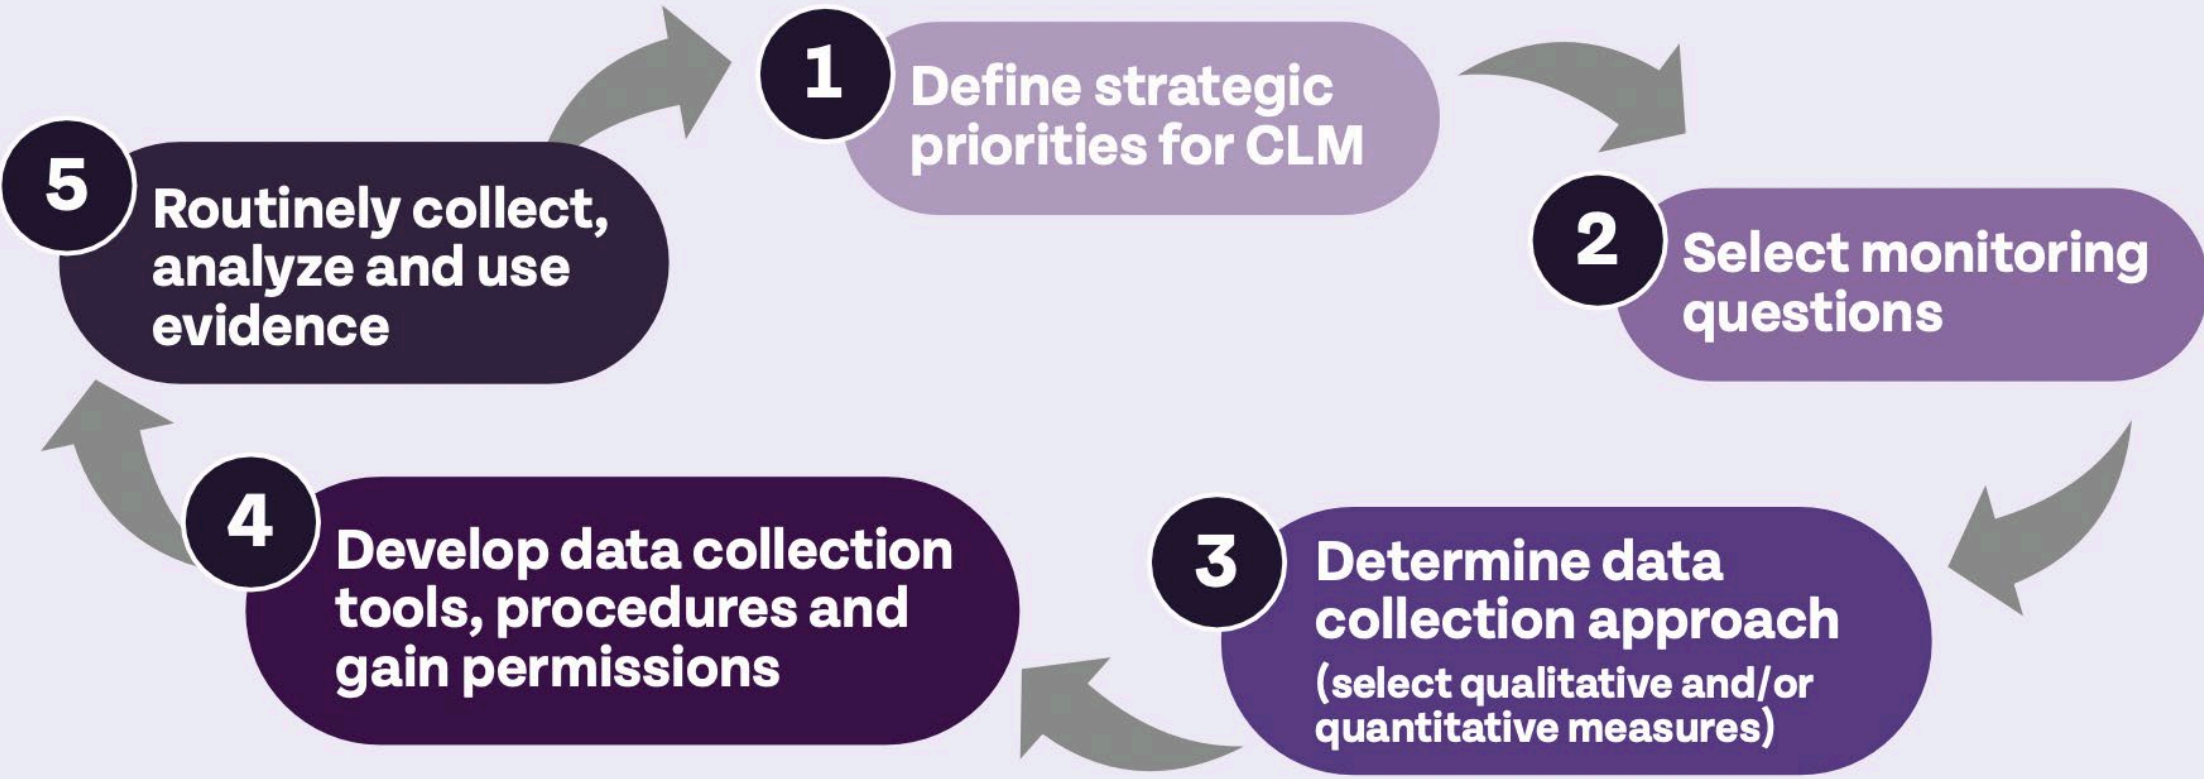 1
Define strategic
priorities for CLM
2
Select monitoring
questions
3
Determine data
collection approach
(select qualitative and/or
quantitative measures)
4
Develop data collection
tools, procedures and
gain permissions
5
Routinely collect,
analyze and use
evidence